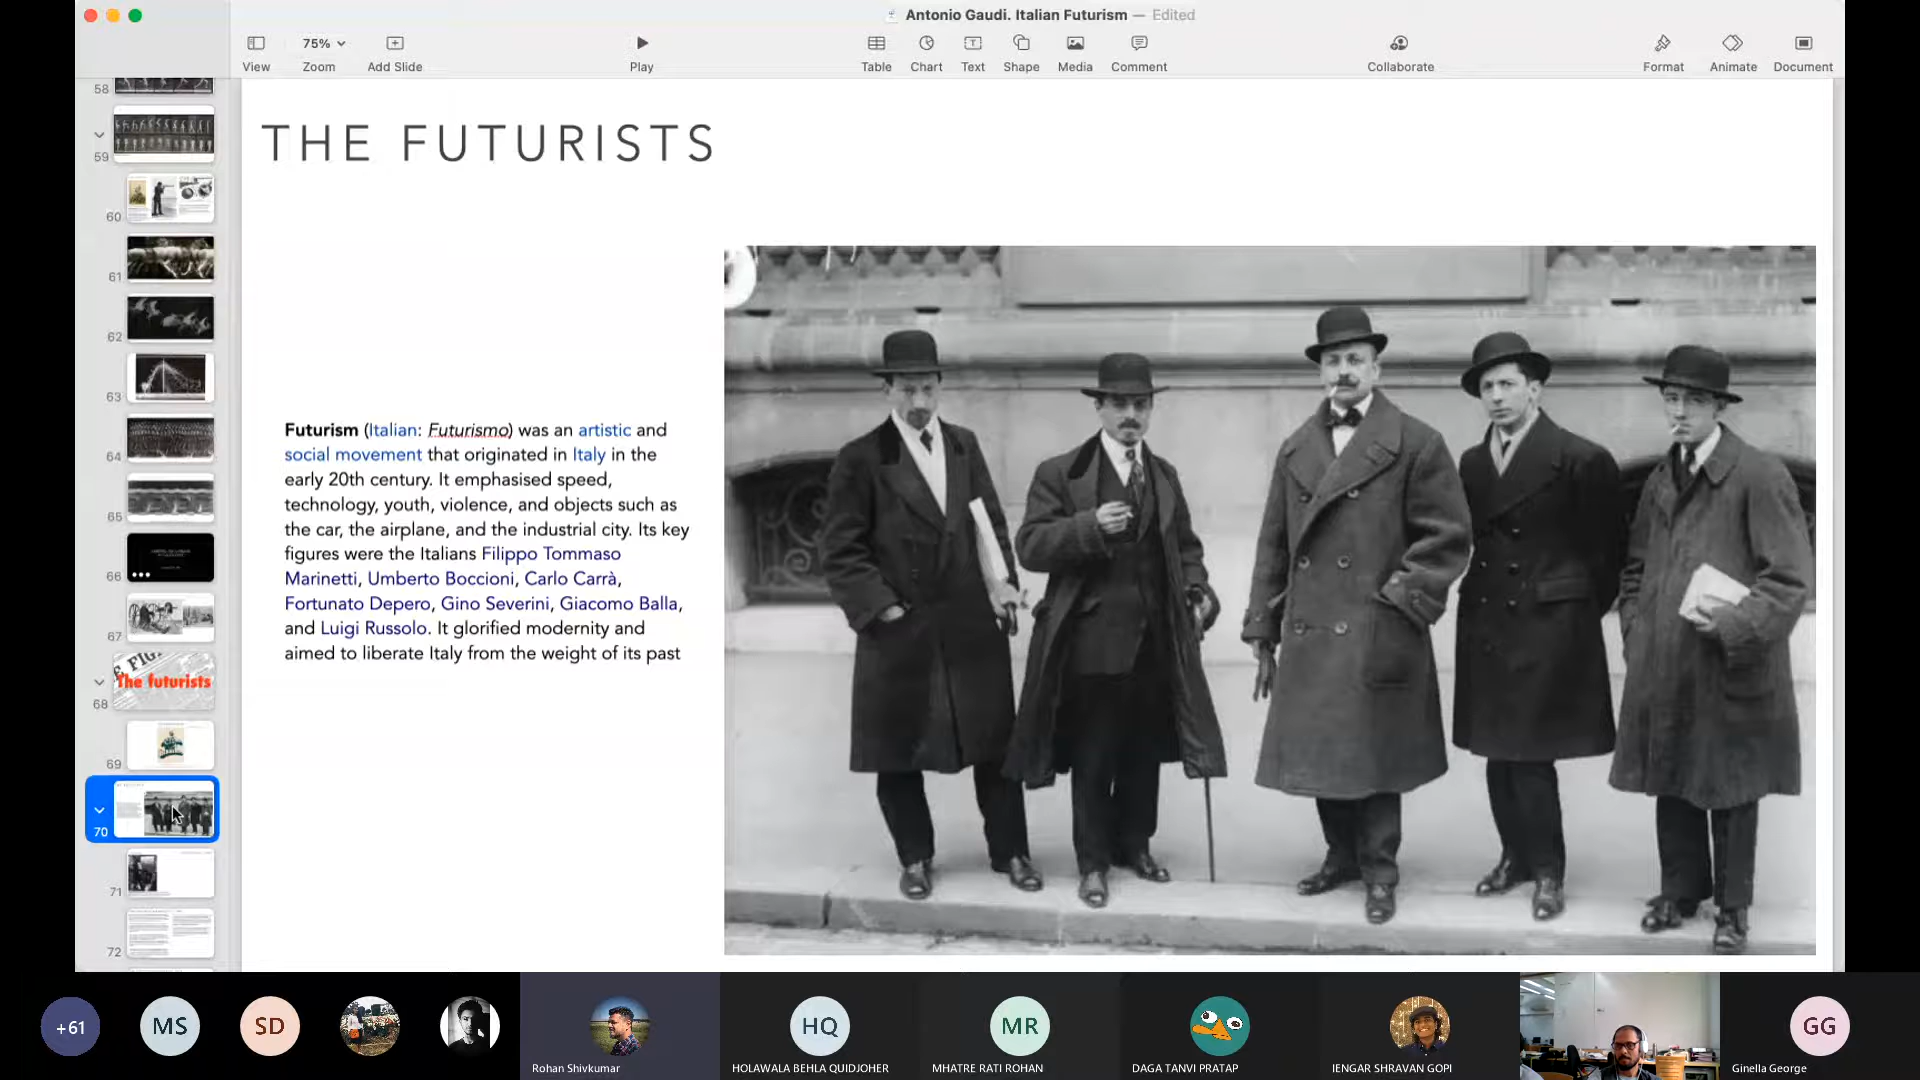 Antonio Gaudi. Italian Futurism — Edited
75%
View
Zoom
Add Slide
Play
Table
Chart
Text
Shape
Media
Comment
Collaborate
Format
Animate
Document
58
59
60
61
62
63
64
65
66
67
The futurists
68
69
70
71
72
THE FUTURISTS
Futurism (Italian: Futurismo) was an artistic and
social movement that originated in Italy in the
early 20th century. It emphasised speed,
technology, youth, violence, and objects such as
the car, the airplane, and the industrial city. Its key
figures were the Italians Filippo Tommaso
Marinetti, Umberto Boccioni, Carlo Carrà,
Fortunato Depero, Gino Severini, Giacomo Balla,
and Luigi Russolo. It glorified modernity and
aimed to liberate Italy from the weight of its past
+61
MS
SD
Rohan Shivkumar
HQ
HOLAWALA BEHLA QUIDJOHER
MR
MHATRE RATI ROHAN
DAGA TANVI PRATAP
IENGAR SHRAVAN GOPI
GG
Ginella George